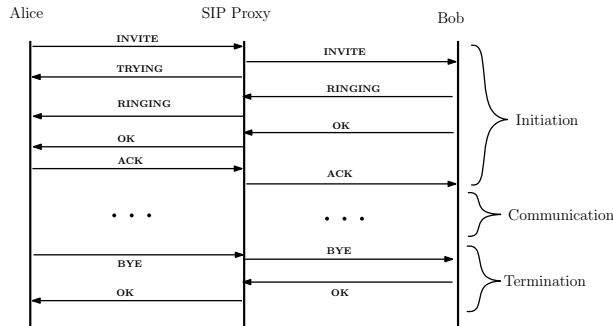 Alice
SIP Proxy
Bob
INVITE
INVITE
TRYING
RINGING
RINGING
OK
OK
ACK
ACK
Initiation
. . .
. . .
Communication
BYE
BYE
OK
OK
Termination